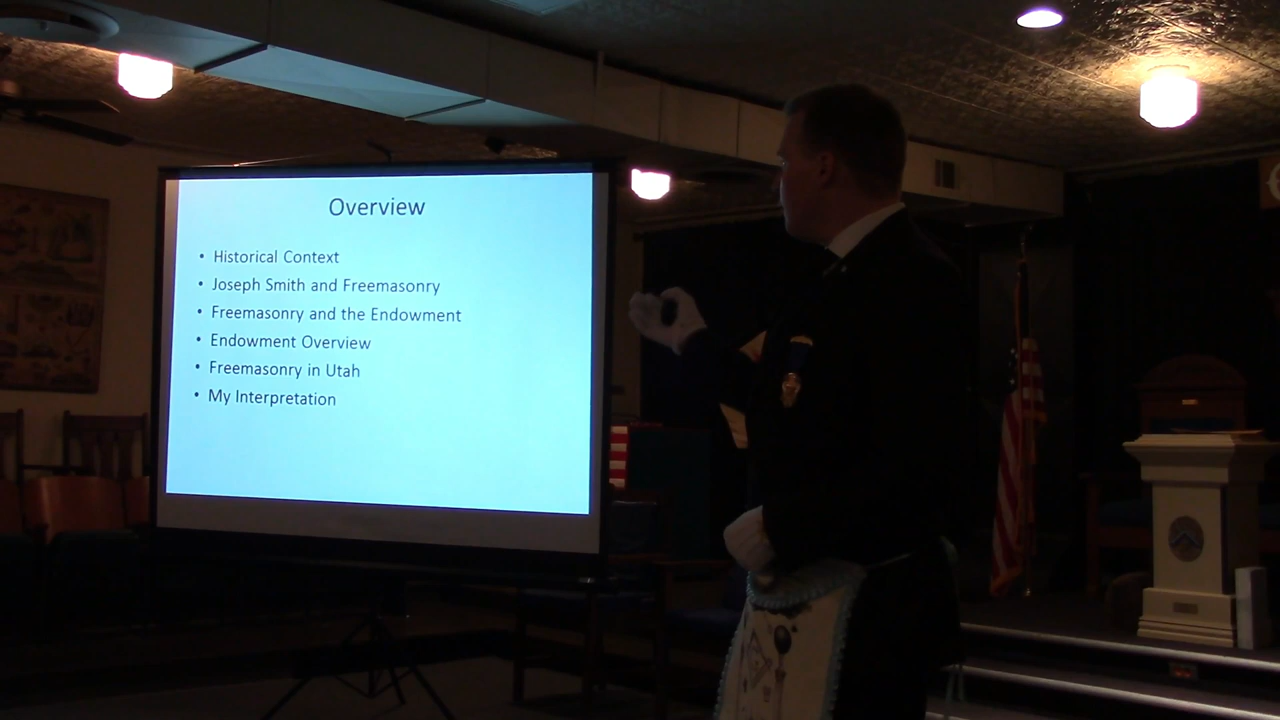 Overview
• Historical Context
• Joseph Smith and Freemasonry
• Freemasonry and the Endowment
• Endowment Overview
• Freemasonry in Utah
• My Interpretation